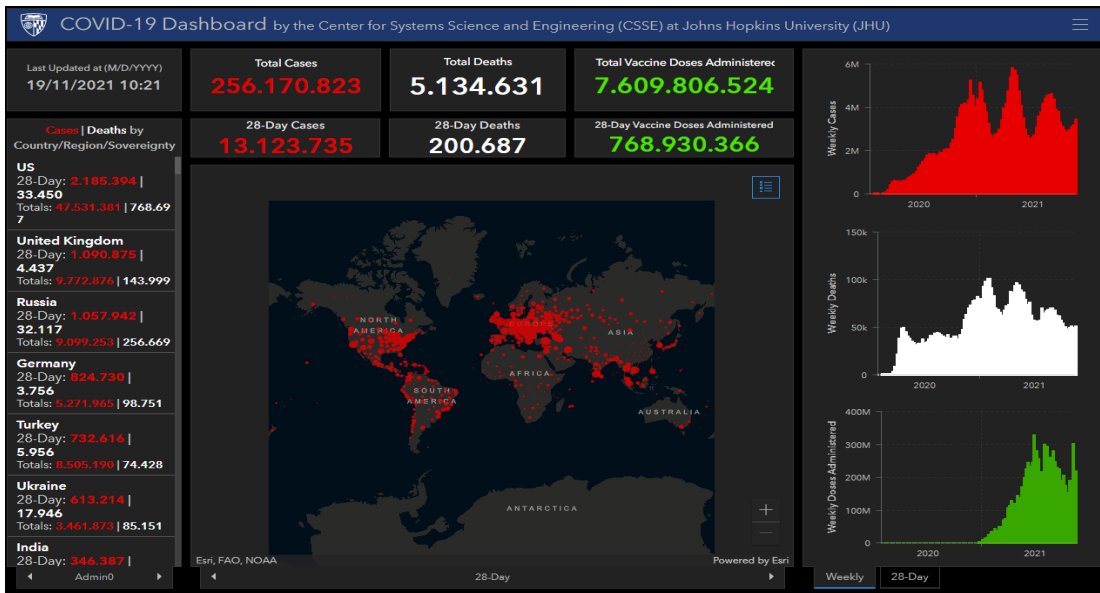 COVID-19 Dashboard by the Center for Systems Science and Engineering (CSSE) at Johns Hopkins University (JHU)
Last Updated at (M/D/YYYY)
19/11/2021 10:21
Cases | Deaths by
Country/Region/Sovereignty
US
28-Day: 2.185.394 |
33.450
Totals: 47.531.381 | 768.69
7
United Kingdom
28-Day: 1.090.875 |
4.437
Totals: 9.772.876 | 143.999
Russia
28-Day: 1.057.942 |
32.117
Totals: 9.099.253 | 256.669
Germany
28-Day: 824.730 |
3.756
Totals: 5.271.965 | 98.751
Turkey
28-Day: 732.616 |
5.956
Totals: 8.505.190 | 74.428
Ukraine
28-Day: 613.214 |
17.946
Totals: 3.461.873 | 85.151
India
28-Day: 346.387 |
Admin0
Total Cases
256.170.823
Total Deaths
5.134.631
Total Vaccine Doses Administerec
7.609.806.524
28-Day Cases
13.123.735
28-Day Deaths
200.687
28-Day Vaccine Doses Administered
768.930.366
NORTH
AMERICA
EUROPE
ASIA
AFRICA
SOUTH
AMERICA
AUSTRALIA
ANTARCTICA
+
Esri, FAO, NOAA
Powered by Esri
28-Day
Weekly Cases
6M
4M
2M
0
2020
2021
Weekly Deaths
150k
100k
50k
0
2020
2021
Weekly Doses Administered
400M
300M
200M
100M
0
2020
2021
Weekly
28-Day